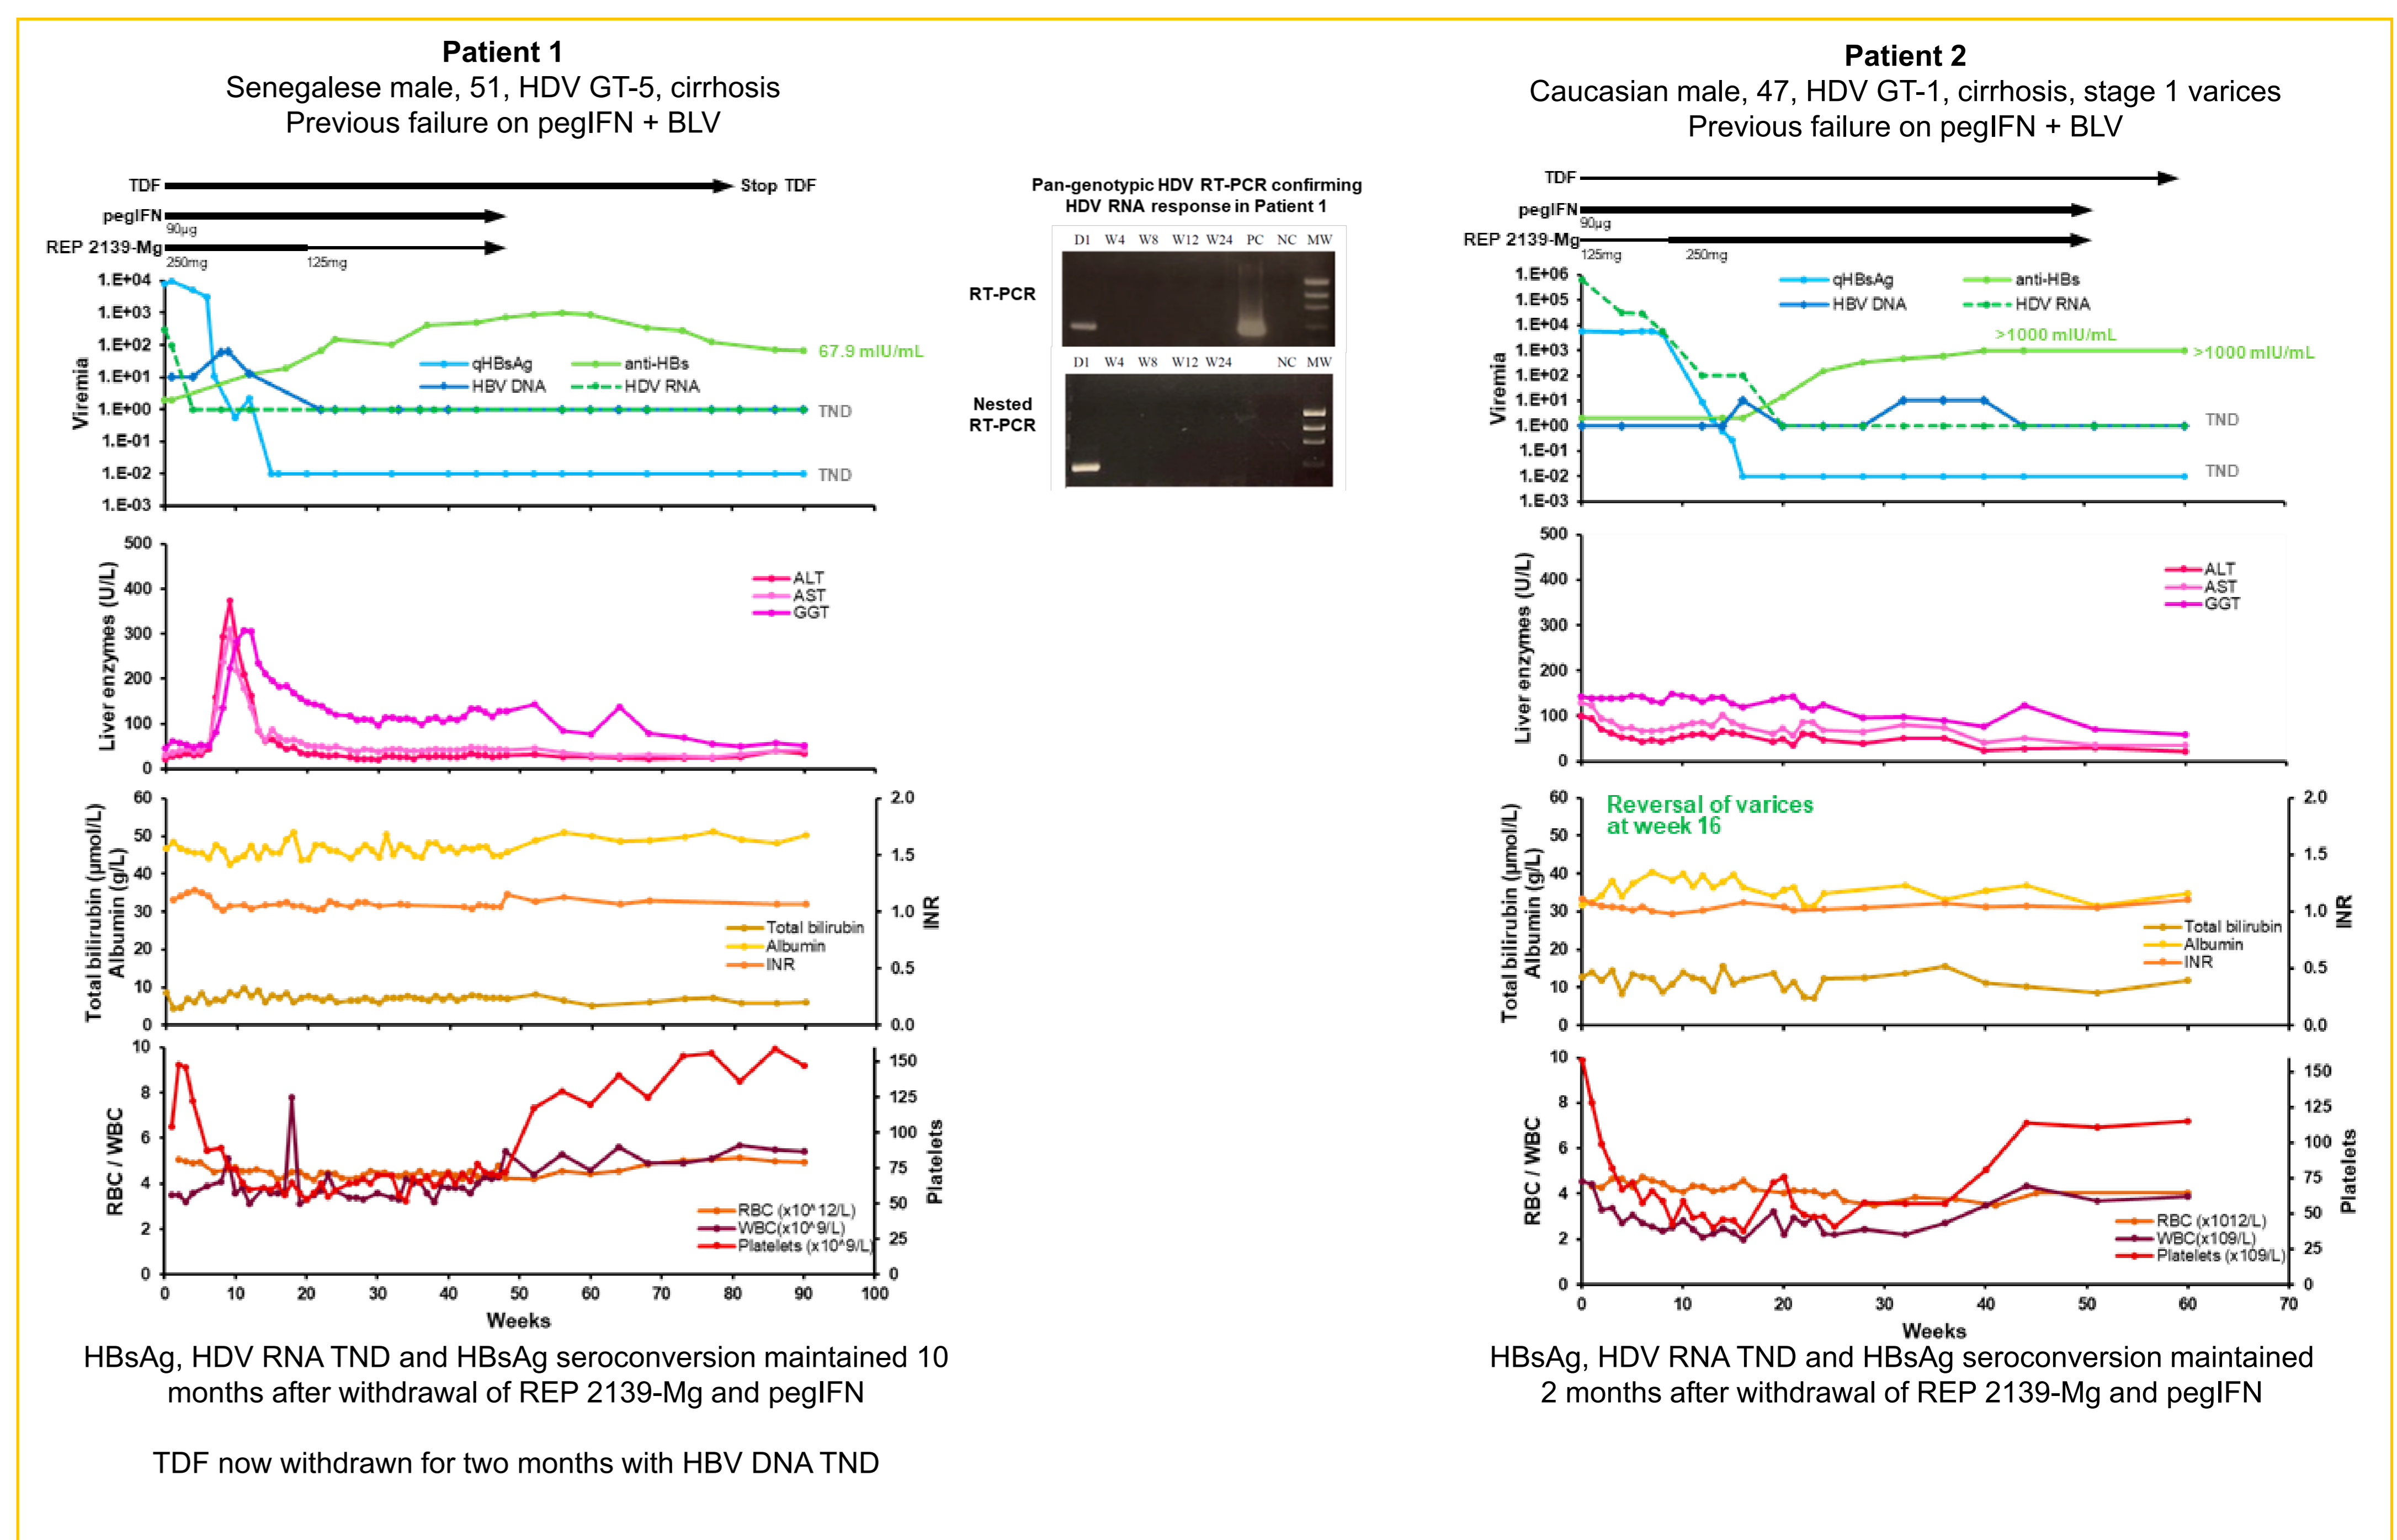 Patient 1
Senegalese male, 51, HDV GT-5, cirrhosis
Previous failure on pegIFN + BLV
TDF
Stop TDF
pegIFN
90µg
REP 2139-Mg
250mg
125mg
1.E+04
1.E+03
1.E+02
1.E+01
1.E+00
1.E-01
1.E-02
1.E-03
Viremia
qHBsAg
anti-HBs
HBV DNA
HDV RNA
67.9 mIU/mL
TND
TND
500
400
300
200
100
0
Liver enzymes (U/L)
ALT
AST
GGT
60
50
40
30
20
10
0
Total bilirubin (µmol/L)
Albumin (g/L)
2.0
1.5
1.0
0.5
0.0
INR
Total bilirubin
Albumin
INR
10
8
6
4
2
0
RBC / WBC
150
125
100
75
50
25
0
Platelets
RBC (x10^12/L)
WBC(x10^9/L)
Platelets (x10^9/L)
0 10 20 30 40 50 60 70 80 90 100
Weeks
HBsAg, HDV RNA TND and HBsAg seroconversion maintained 10
months after withdrawal of REP 2139-Mg and pegIFN
TDF now withdrawn for two months with HBV DNA TND
Pan-genotypic HDV RT-PCR confirming
HDV RNA response in Patient 1
D1 W4 W8 W12 W24 PC NC MW
RT-PCR
D1 W4 W8 W12 W24 NC MW
Nested
RT-PCR
Patient 2
Caucasian male, 47, HDV GT-1, cirrhosis, stage 1 varices
Previous failure on pegIFN + BLV
TDF
pegIFN
90µg
REP 2139-Mg
125mg
250mg
1.E+06
1.E+05
1.E+04
1.E+03
1.E+02
1.E+01
1.E+00
1.E-01
1.E-02
1.E-03
Viremia
qHBsAg
anti-HBs
HBV DNA
HDV RNA
>1000 mIU/mL
>1000 mIU/mL
TND
TND
500
400
300
200
100
0
Liver enzymes (U/L)
ALT
AST
GGT
60
50
40
30
20
10
0
Total bilirubin (µmol/L)
Albumin (g/L)
Reversal of varices
at week 16
2.0
1.5
1.0
0.5
0.0
INR
Total bilirubin
Albumin
INR
10
8
6
4
2
0
RBC / WBC
150
125
100
75
50
25
0
Platelets
RBC (x1012/L)
WBC(x109/L)
Platelets (x109/L)
0 10 20 30 40 50 60 70
Weeks
HBsAg, HDV RNA TND and HBsAg seroconversion maintained
2 months after withdrawal of REP 2139-Mg and pegIFN